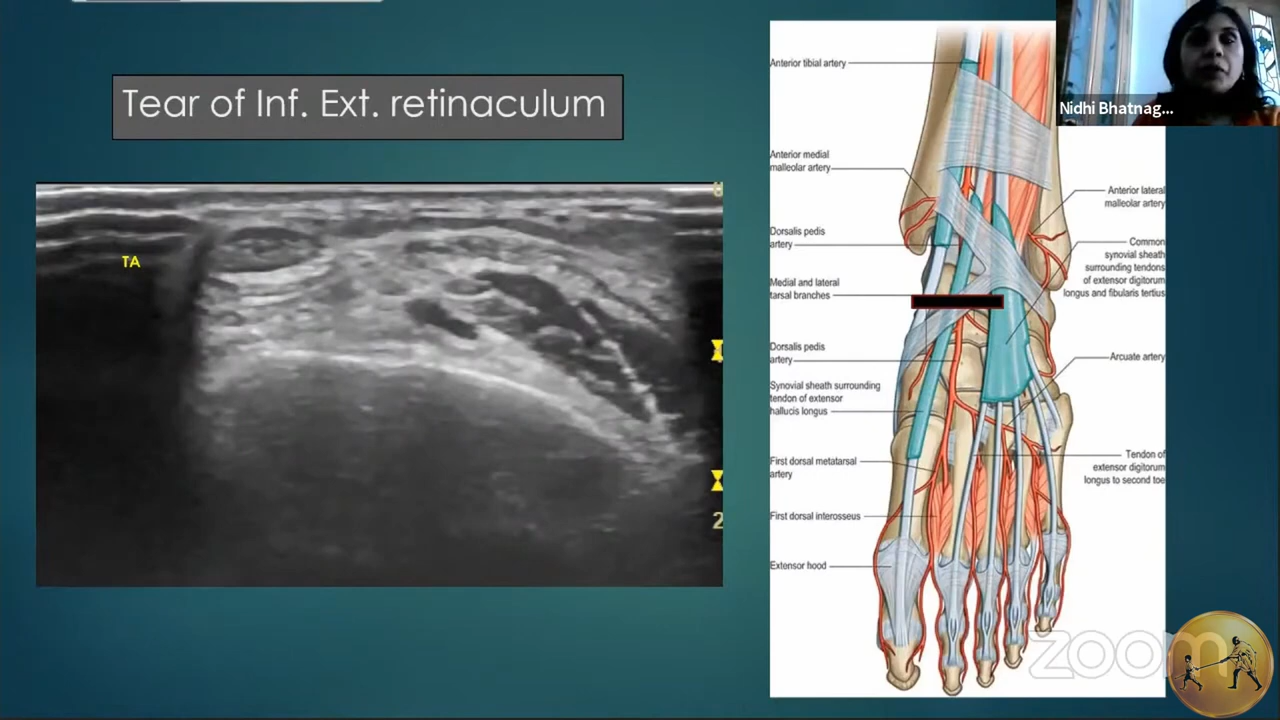 Tear of Inf. Ext. retinaculum
TA
2
Anterior tibial artery
Anterior medial
malleolar artery
Dorsalis pedis
artery
Medial and lateral
tarsal branches
Dorsalis pedis
artery
Synovial sheath surrounding
tendon of extensor
hallucis longus
First dorsal metatarsal
artery
First dorsal interosseus
Extensor hood
Anterior lateral
malleolar artery
Common
synovial sheath
surrounding tendons
of extensor digitorum
longus and fibularis tertius
Arcuate artery
Tendon of
extensor digitorum
longus to second toe
Nidhi Bhatnag...
zoom